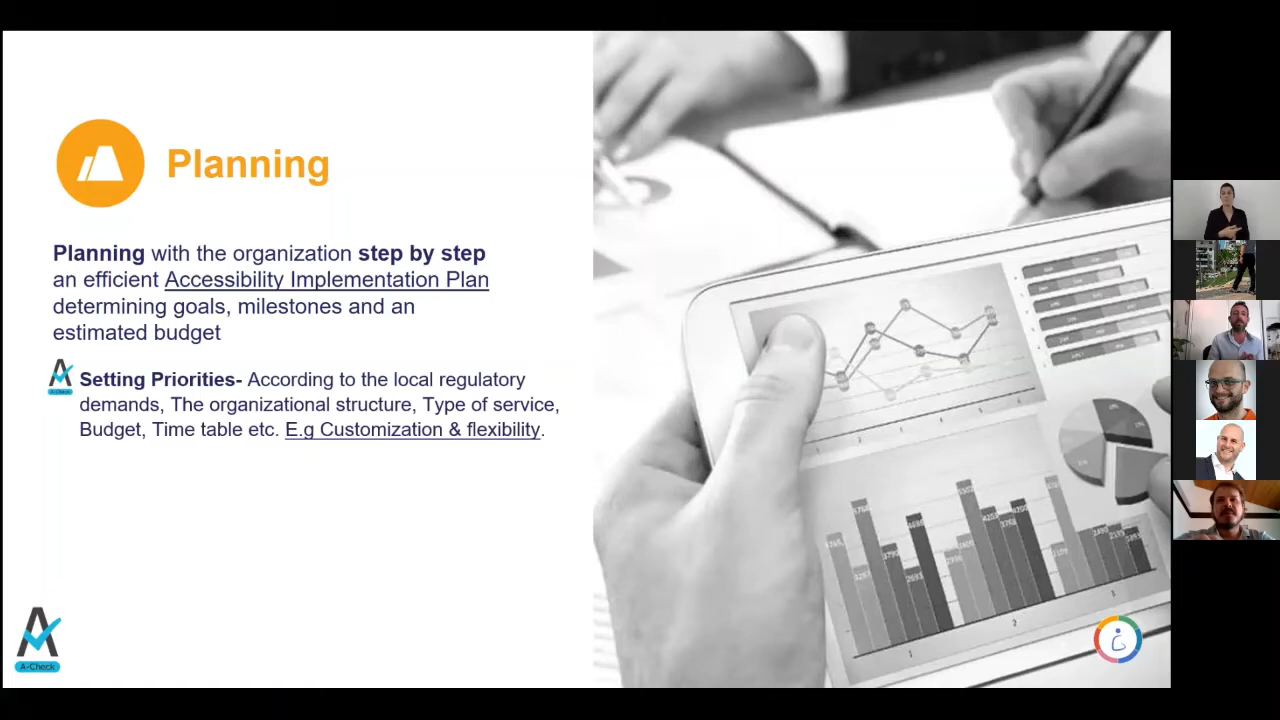 Planning
Planning with the organization step by step
an efficient Accessibility Implementation Plan
determining goals, milestones and an
estimated budget
Setting Priorities- According to the local regulatory
demands, The organizational structure, Type of service,
Budget, Time table etc. E.g Customization & flexibility.
A-Check
A-Check